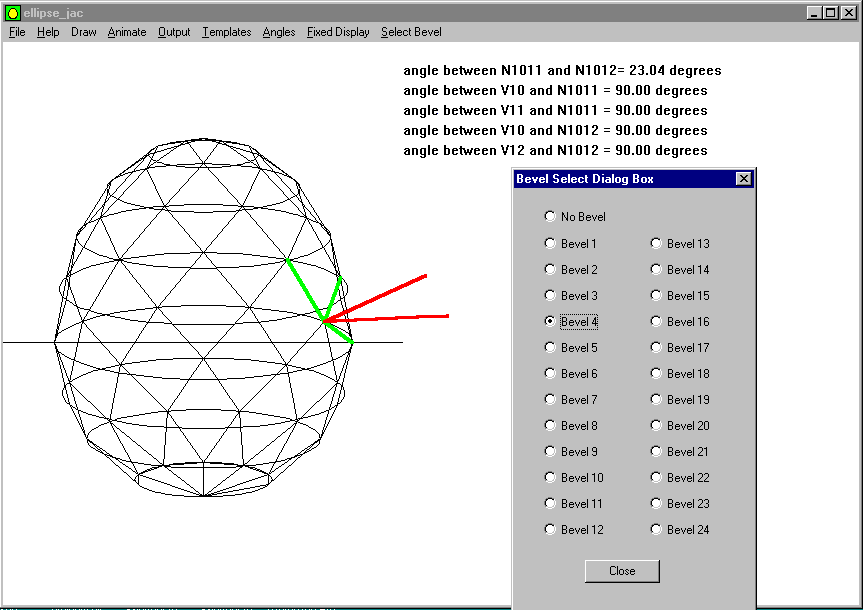 ellipse_jac
File Help Draw Animate Output Templates Angles Fixed Display Select Bevel
angle between N1011 and N1012= 23.04 degrees
angle between V10 and N1011 = 90.00 degrees
angle between V11 and N1011 = 90.00 degrees
angle between V10 and N1012 = 90.00 degrees
angle between V12 and N1012 = 90.00 degrees
Bevel Select Dialog Box
No Bevel
Bevel 1 Bevel 13
Bevel 2 Bevel 14
Bevel 3 Bevel 15
Bevel 4 Bevel 16
Bevel 5 Bevel 17
Bevel 6 Bevel 18
Bevel 7 Bevel 19
Bevel 8 Bevel 20
Bevel 9 Bevel 21
Bevel 10 Bevel 22
Bevel 11 Bevel 23
Bevel 12 Bevel 24
Close